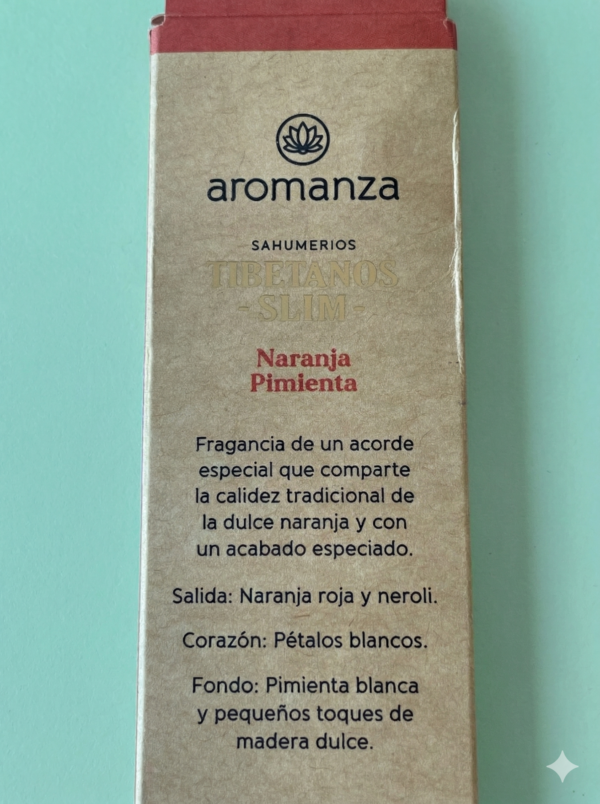 aromanza
SAHUMERIOS
TIBETANOS
- SLIM -
Naranja
Pimienta
Fragancia de un acorde
especial que comparte
la calidez tradicional de
la dulce naranja y con
un acabado especiado.
Salida: Naranja roja y neroli.
Corazón: Pétalos blancos.
Fondo: Pimienta blanca
y pequeños toques de
madera dulce.